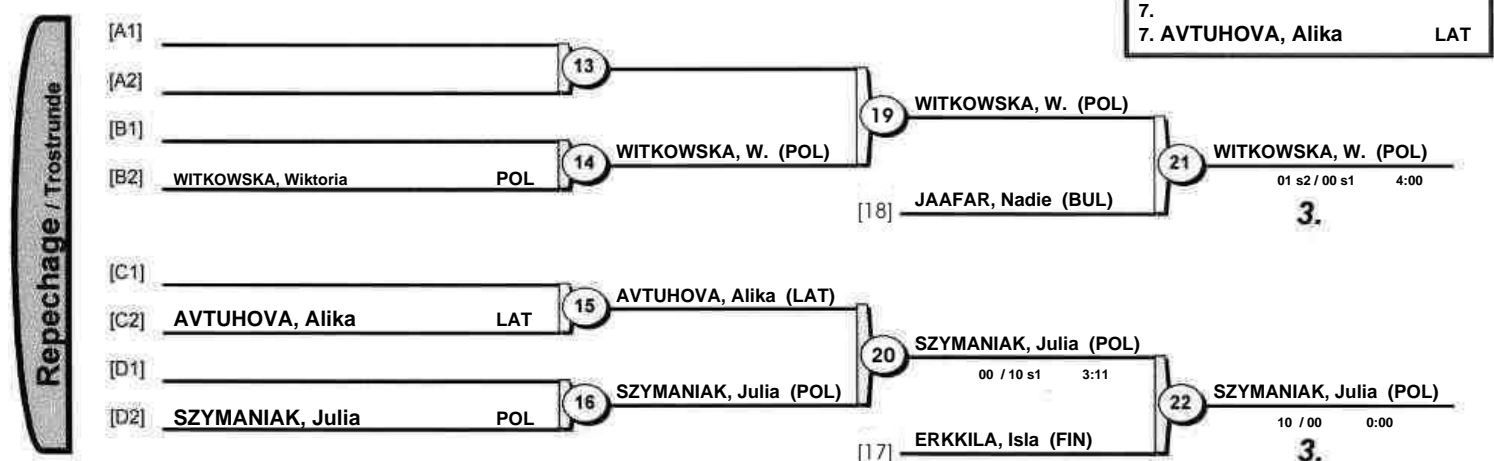 7.
7. AVTUHOVA, Alika LAT
Repechage / Trostrunde
[A1]
13
[A2]
19 WITKOWSKA, W. (POL)
[B1]
14 WITKOWSKA, W. (POL)
21 WITKOWSKA, W. (POL)
[B2] WITKOWSKA, Wiktoria POL
01 s2 / 00 s1 4:00
[18] JAAFAR, Nadie (BUL)
3.
[C1]
15 AVTUHOVA, Alika (LAT)
[C2] AVTUHOVA, Alika LAT
20 SZYMANIAK, Julia (POL)
[D1]
00 / 10 s1 3:11
16 SZYMANIAK, Julia (POL)
22 SZYMANIAK, Julia (POL)
[D2] SZYMANIAK, Julia POL
10 / 00 0:00
[17] ERKKILA, Isla (FIN)
3.